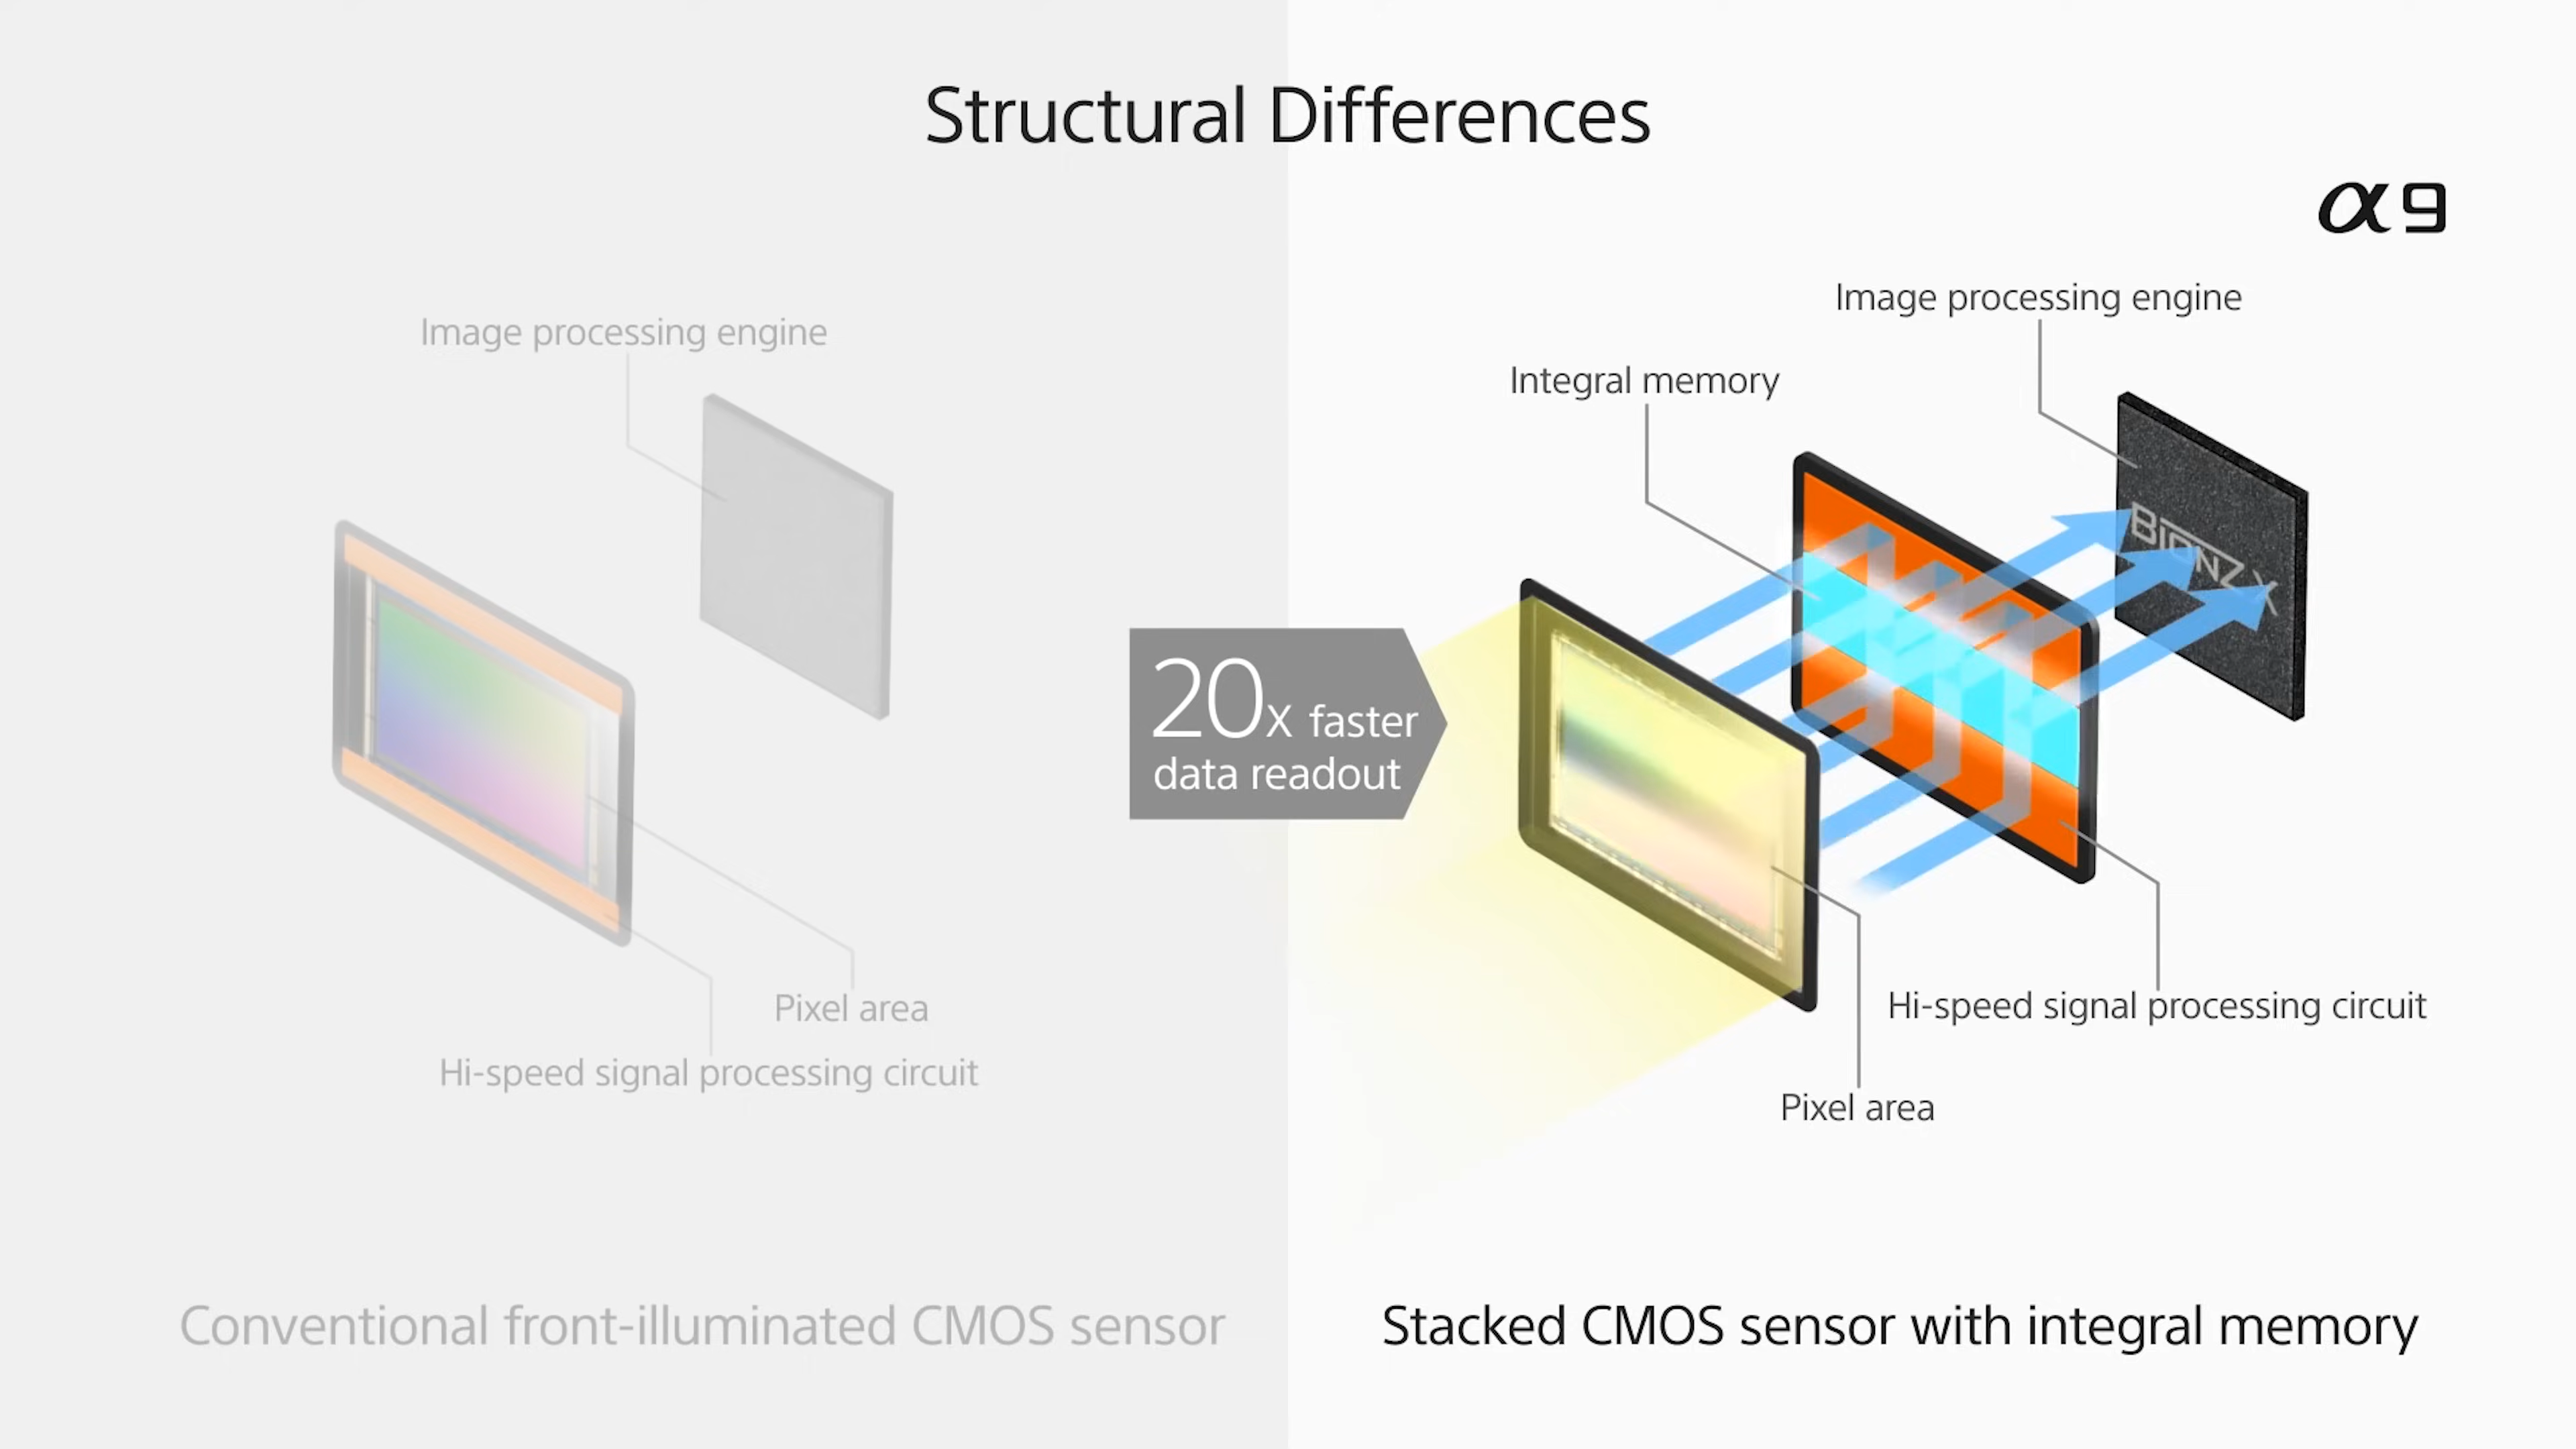 Structural Differences
α9
Image processing engine
Pixel area
Hi-speed signal processing circuit
Conventional front-illuminated CMOS sensor
20x faster
data readout
Image processing engine
Integral memory
BIONZ X
Hi-speed signal processing circuit
Pixel area
Stacked CMOS sensor with integral memory